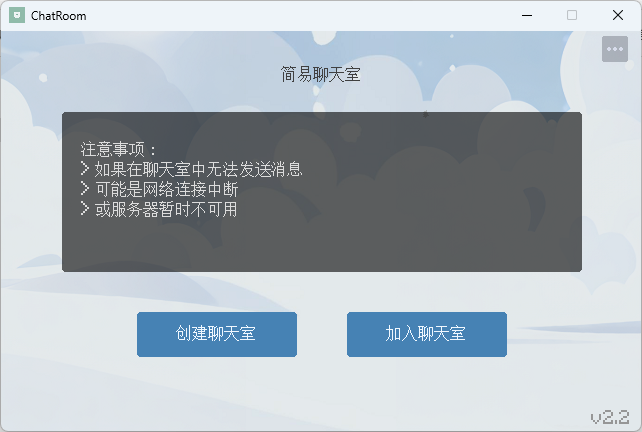 ChatRoom
简易聊天室
注意事项：
> 如果在聊天室中无法发送消息
> 可能是网络连接中断
> 或服务器暂时不可用
创建聊天室
加入聊天室
v2.2